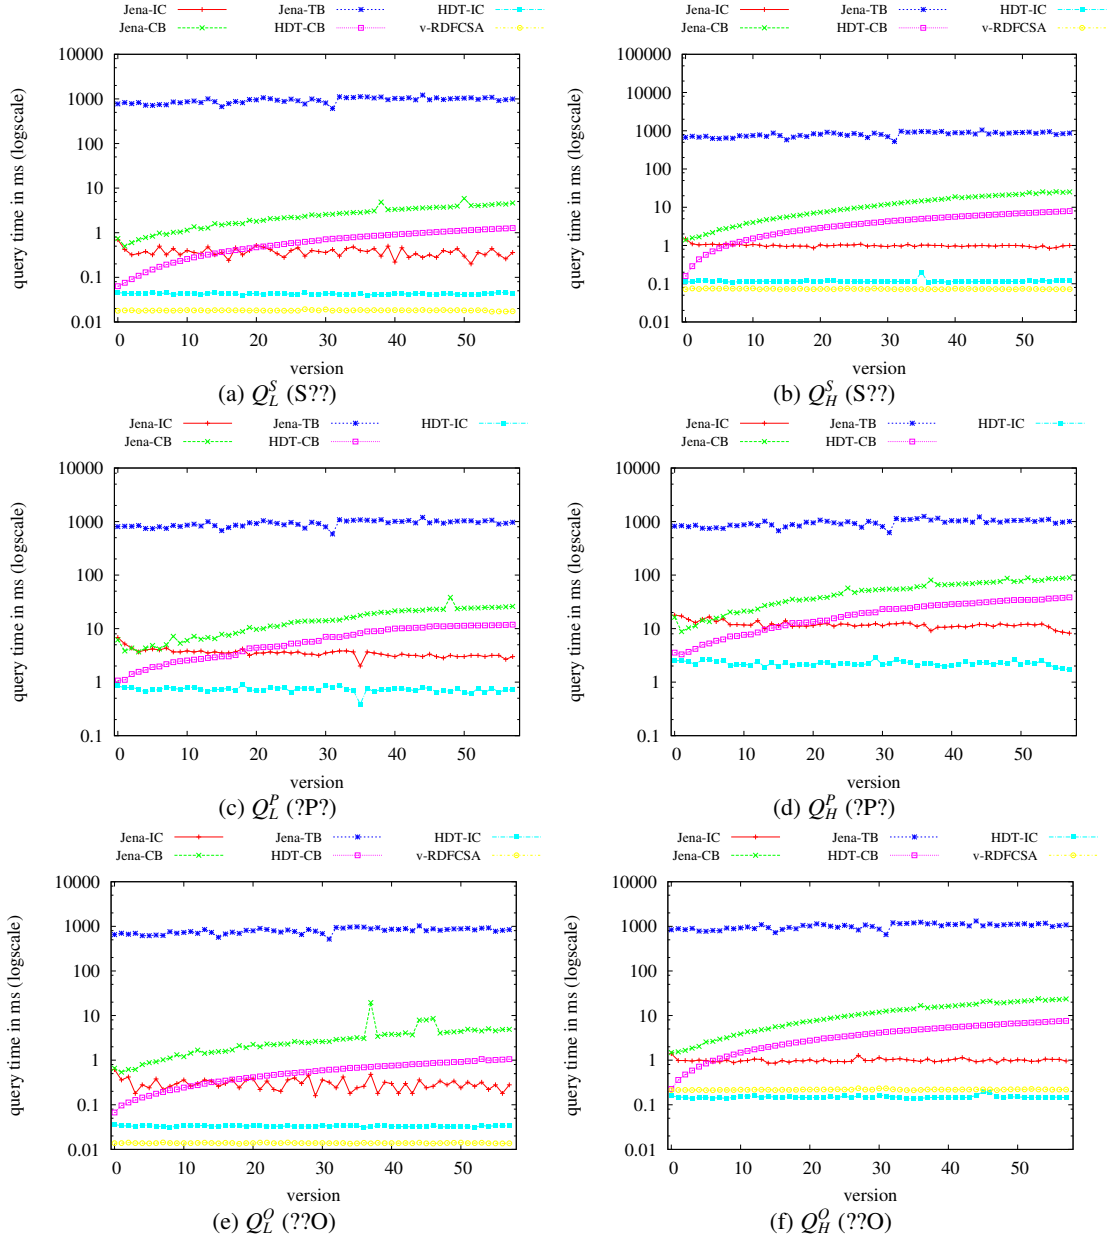 Jena-IC Jena-TB HDT-IC
Jena-CB HDT-CB v-RDFCSA
query time in ms (logscale)
10000
1000
100
10
1
0.1
0.01
0 10 20 30 40 50
version
(a) Q_L^S (S??)
Jena-IC Jena-TB HDT-IC
Jena-CB HDT-CB v-RDFCSA
query time in ms (logscale)
100000
10000
1000
100
10
1
0.1
0.01
0 10 20 30 40 50
version
(b) Q_H^S (S??)
Jena-IC Jena-TB HDT-IC
Jena-CB HDT-CB
query time in ms (logscale)
10000
1000
100
10
1
0.1
0 10 20 30 40 50
version
(c) Q_L^P (?P?)
Jena-IC Jena-TB HDT-IC
Jena-CB HDT-CB
query time in ms (logscale)
10000
1000
100
10
1
0.1
0 10 20 30 40 50
version
(d) Q_H^P (?P?)
Jena-IC Jena-TB HDT-IC
Jena-CB HDT-CB v-RDFCSA
query time in ms (logscale)
10000
1000
100
10
1
0.1
0.01
0 10 20 30 40 50
version
(e) Q_L^O (??O)
Jena-IC Jena-TB HDT-IC
Jena-CB HDT-CB v-RDFCSA
query time in ms (logscale)
10000
1000
100
10
1
0.1
0.01
0 10 20 30 40 50
version
(f) Q_H^O (??O)